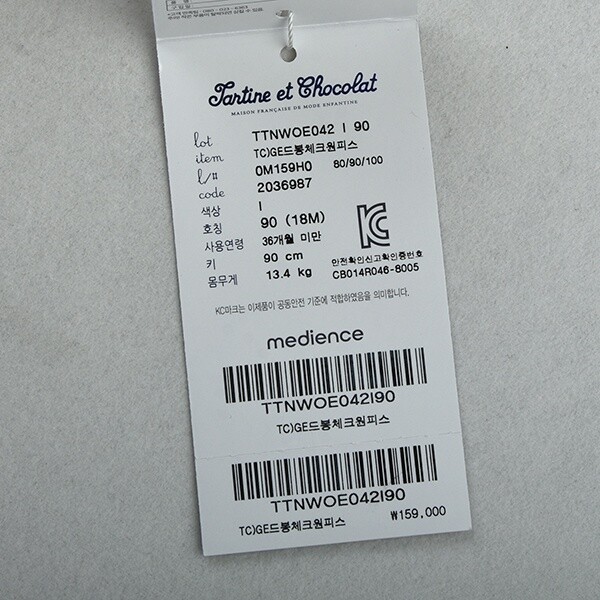 Tartine et Chocolat
MAISON FRANÇAISE DE MODE ENFANTINE
lot TTNWOE042 I 90
item TC)GE드봉체크원피스
l/# 0M159H0 80/90/100
code 2036987
색상 I
호칭 90 (18M)
사용연령 36개월 미만
키 90 cm
몸무게 13.4 kg
KC
안전확인신고확인증번호
CB014R046-8005
KC마크는 이제품이 공동안전 기준에 적합하였음을 의미합니다.
medience
TTNWOE042I90
TC)GE드봉체크원피스
TTNWOE042I90
TC)GE드봉체크원피스 ₩159,000